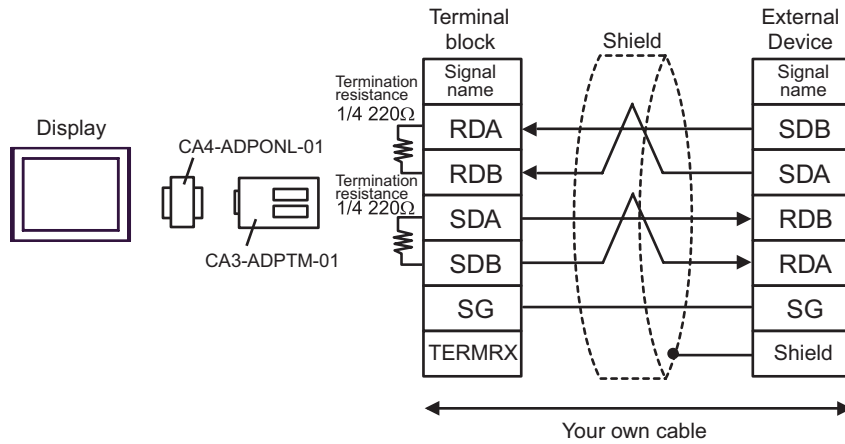 Display
CA4-ADPONL-01
CA3-ADPTM-01
Termination
resistance
1/4 220Ω
Termination
resistance
1/4 220Ω
Terminal
block
Shield
External
Device
Signal
name
Signal
name
RDA
SDB
RDB
SDA
SDA
RDB
SDB
RDA
SG
SG
TERMRX
Shield
Your own cable